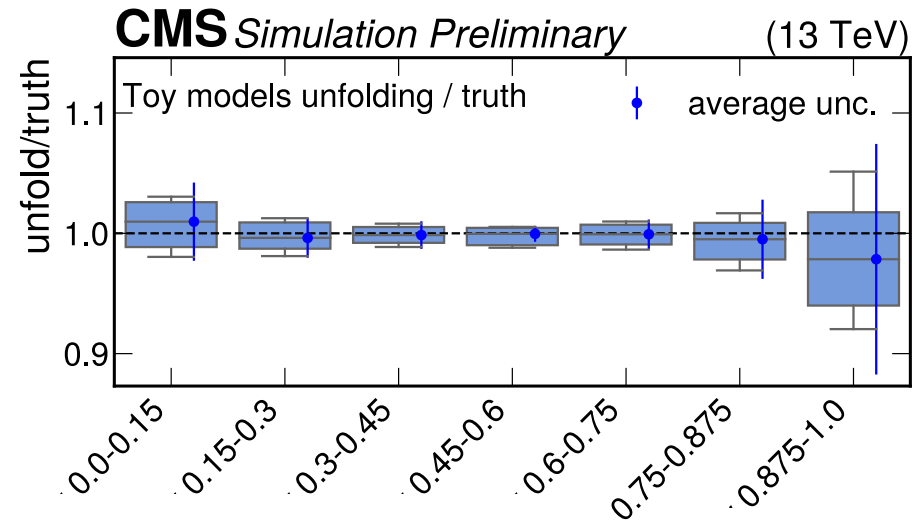 CMS Simulation Preliminary (13 TeV)
Toy models unfolding / truth
average unc.
unfold/truth
1.1
1.0
0.9
0.0-0.15
0.15-0.3
0.3-0.45
0.45-0.6
0.6-0.75
0.75-0.875
0.875-1.0